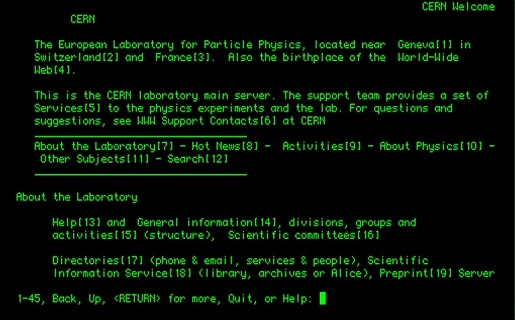 CERN Welcome
CERN
The European Laboratory for Particle Physics, located near Geneva[1] in
Switzerland[2] and France[3]. Also the birthplace of the World-Wide
Web[4].
This is the CERN laboratory main server. The support team provides a set of
Services[5] to the physics experiments and the lab. For questions and
suggestions, see WWW Support Contacts[6] at CERN
About the Laboratory[7] - Hot News[8] - Activities[9] - About Physics[10] -
Other Subjects[11] - Search[12]
About the Laboratory
Help[13] and General information[14], divisions, groups and
activities[15] (structure), Scientific committees[16]
Directories[17] (phone & email, services & people), Scientific
Information Service[18] (library, archives or Alice), Preprint[19] Server
1-45, Back, Up, <RETURN> for more, Quit, or Help: